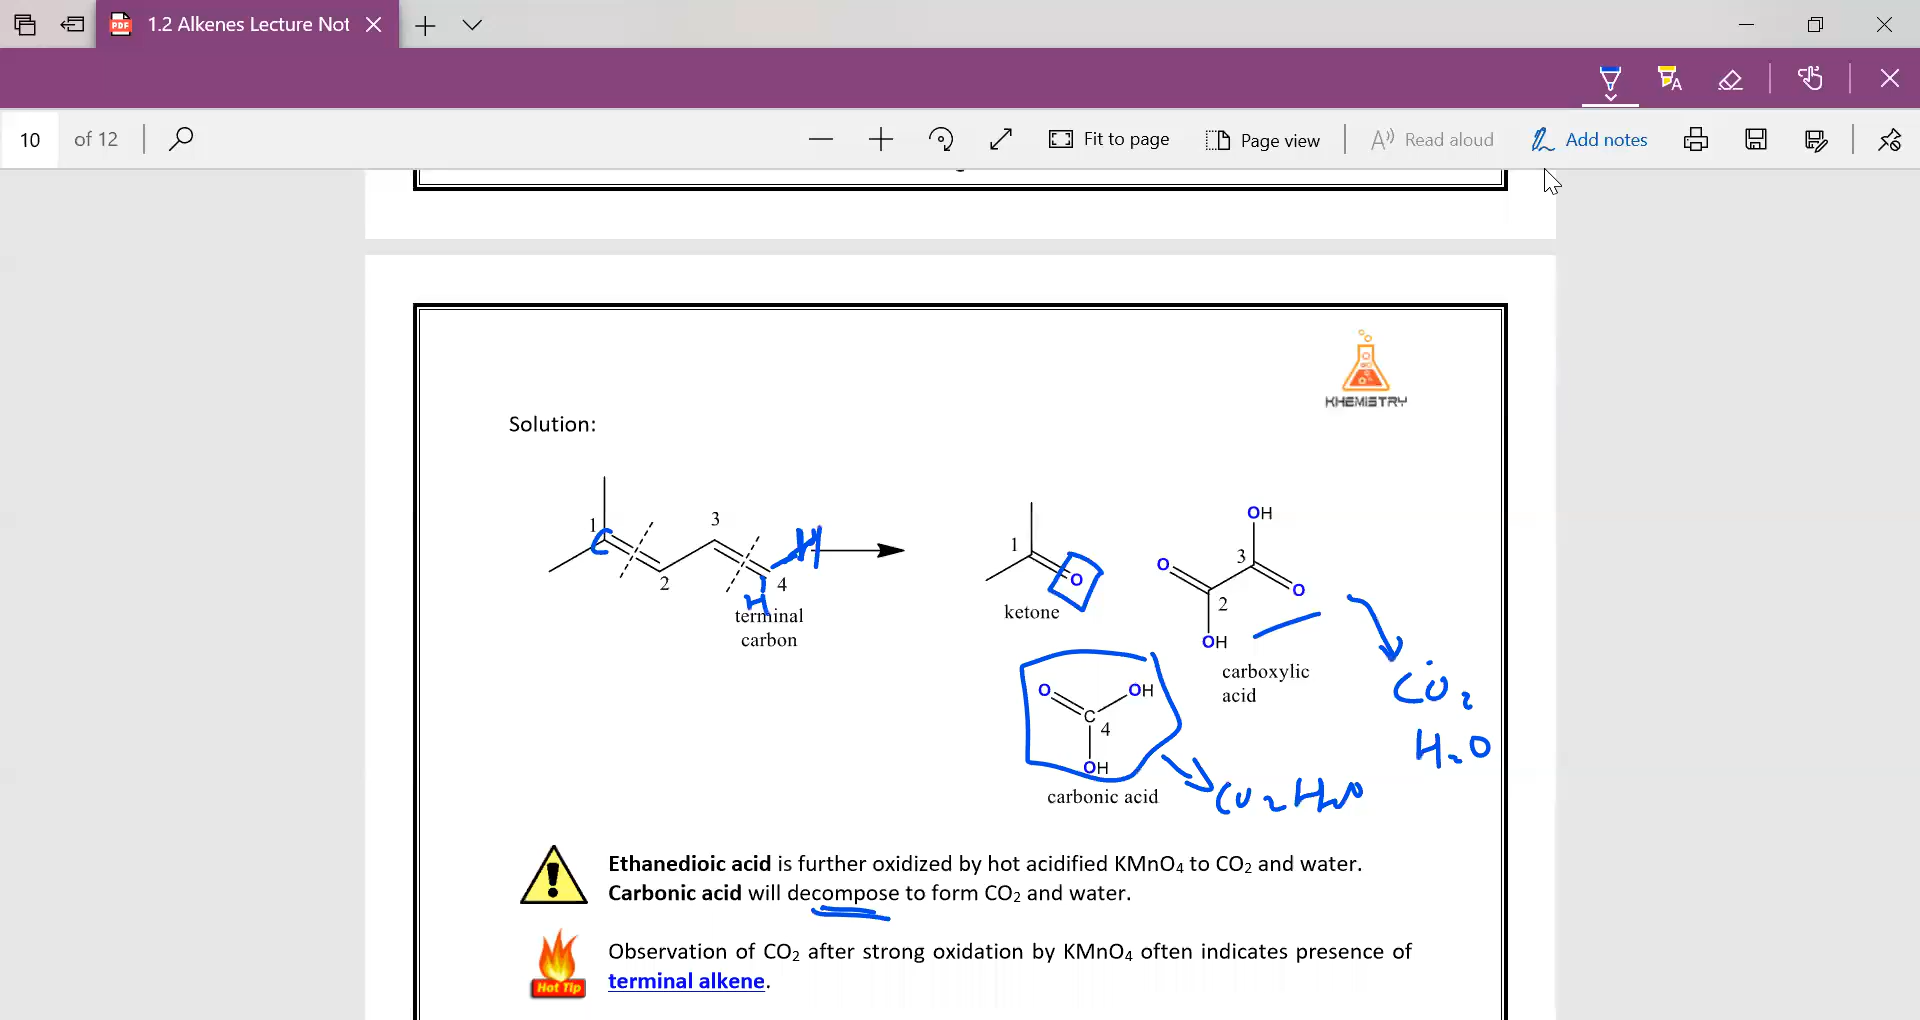 1.2 Alkenes Lecture Not
10 of 12
Fit to page
Page view
Read aloud
Add notes
KHEMISTRY
Solution:
1
C
3
2
H
H
4
terminal
carbon
1
O
ketone
OH
O
3
2
O
OH
carboxylic
acid
CO2
H2O
O
OH
C
4
OH
carbonic acid
CO2 H2O
Ethanedioic acid is further oxidized by hot acidified KMnO4 to CO2 and water.
Carbonic acid will decompose to form CO2 and water.
Observation of CO2 after strong oxidation by KMnO4 often indicates presence of
Hot Tip
terminal alkene.